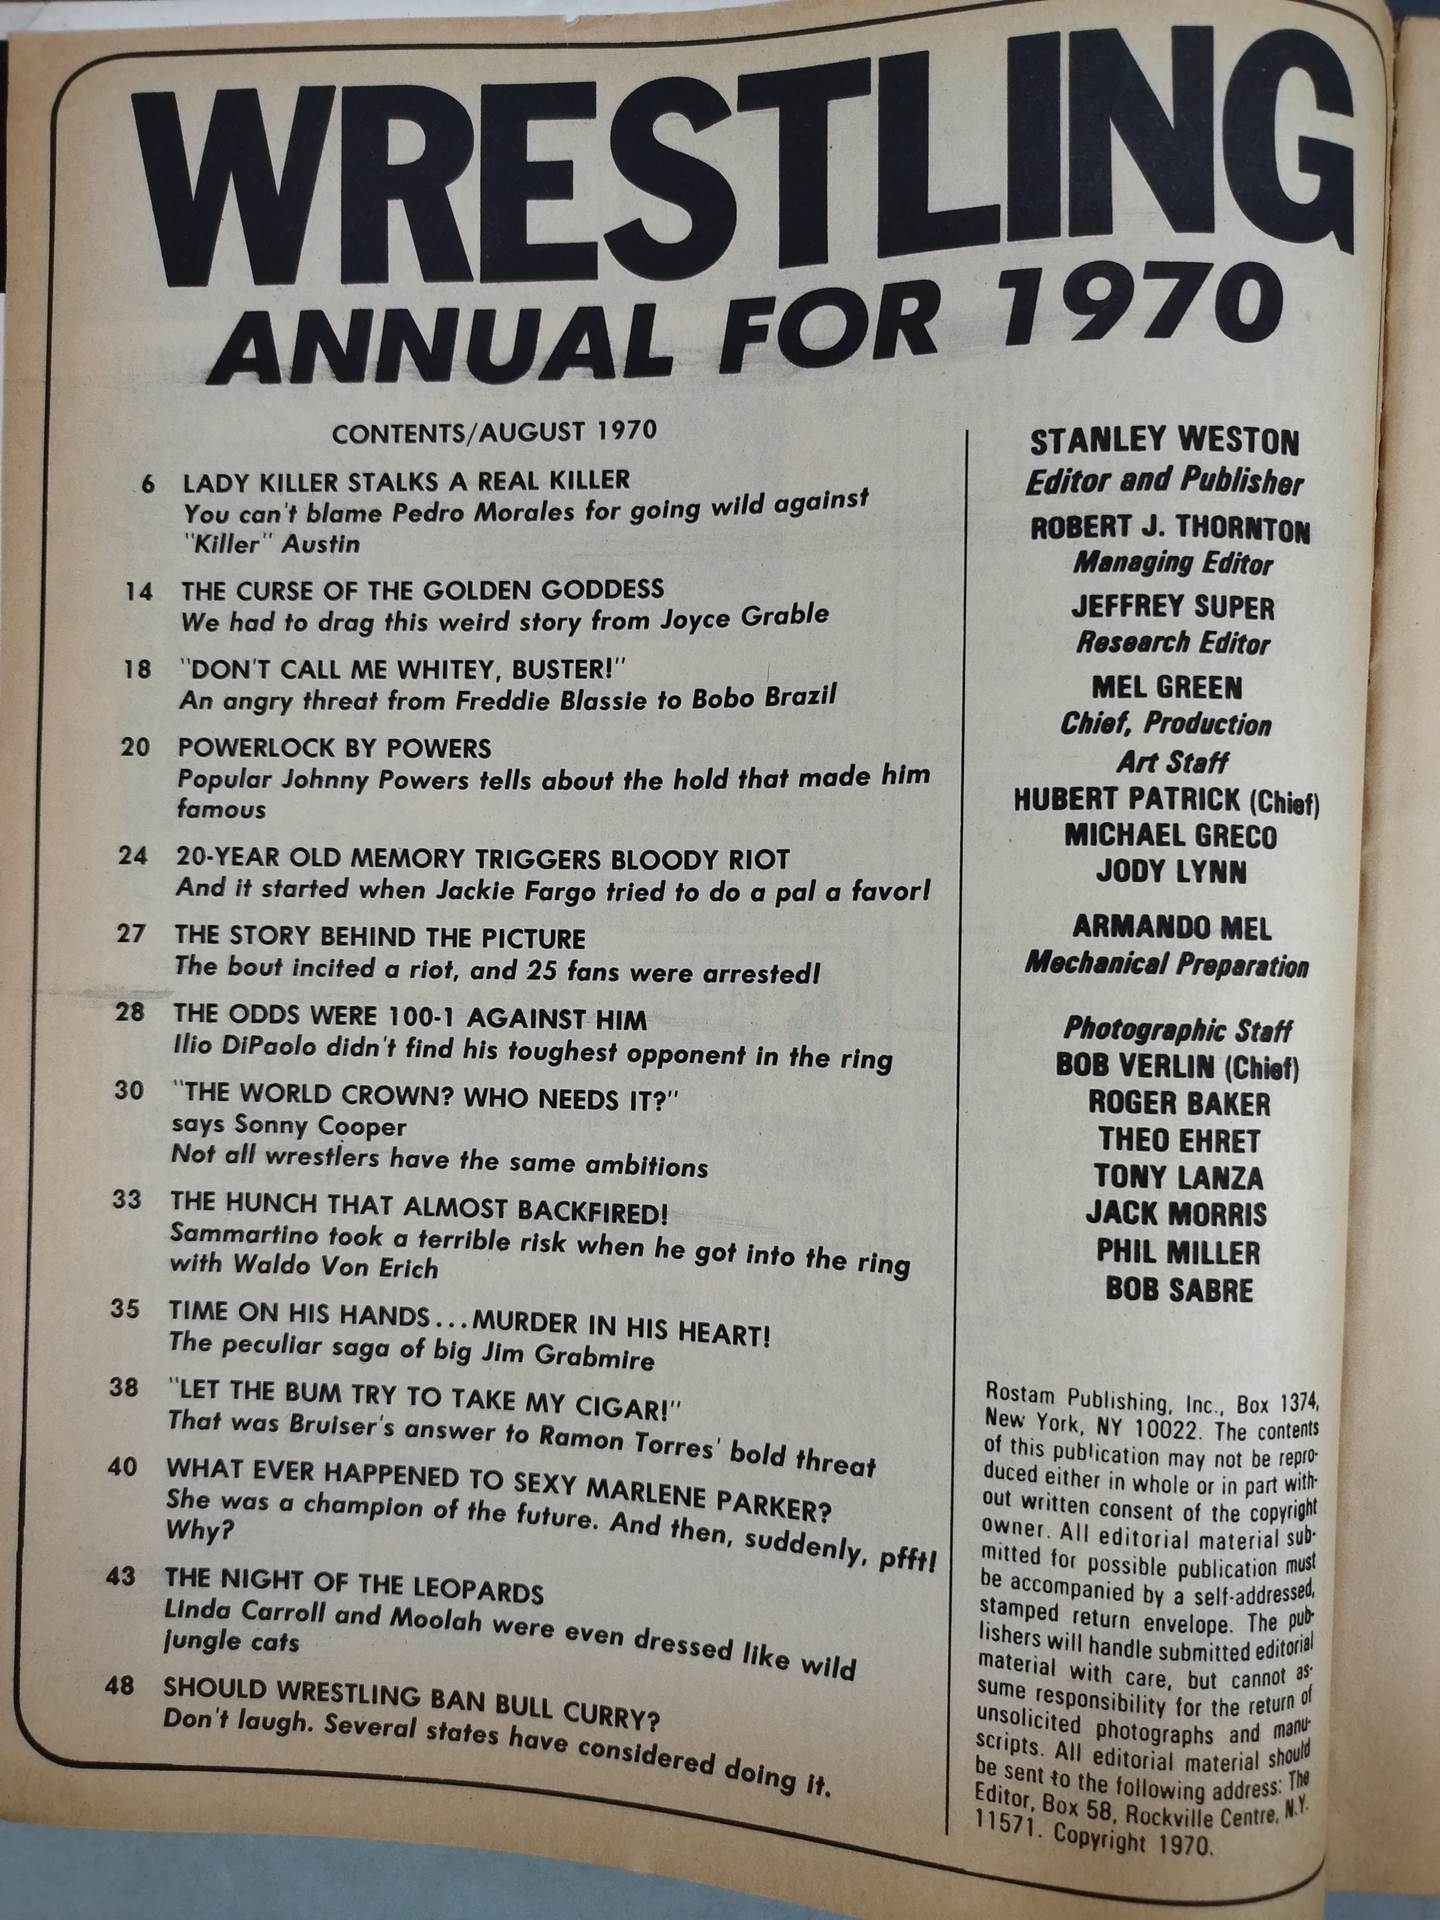 WRESTLING
ANNUAL FOR 1970
CONTENTS/AUGUST 1970
6 LADY KILLER STALKS A REAL KILLER
You can't blame Pedro Morales for going wild against
"Killer" Austin
14 THE CURSE OF THE GOLDEN GODDESS
We had to drag this weird story from Joyce Grable
18 "DON'T CALL ME WHITEY, BUSTER!"
An angry threat from Freddie Blassie to Bobo Brazil
20 POWERLOCK BY POWERS
Popular Johnny Powers tells about the hold that made him
famous
24 20-YEAR OLD MEMORY TRIGGERS BLOODY RIOT
And it started when Jackie Fargo tried to do a pal a favor!
27 THE STORY BEHIND THE PICTURE
The bout incited a riot, and 25 fans were arrested!
28 THE ODDS WERE 100-1 AGAINST HIM
Ilio DiPaolo didn't find his toughest opponent in the ring
30 "THE WORLD CROWN? WHO NEEDS IT?"
says Sonny Cooper
Not all wrestlers have the same ambitions
33 THE HUNCH THAT ALMOST BACKFIRED!
Sammartino took a terrible risk when he got into the ring
with Waldo Von Erich
35 TIME ON HIS HANDS...MURDER IN HIS HEART!
The peculiar saga of big Jim Grabmire
38 "LET THE BUM TRY TO TAKE MY CIGAR!"
That was Bruiser's answer to Ramon Torres' bold threat
40 WHAT EVER HAPPENED TO SEXY MARLENE PARKER?
She was a champion of the future. And then, suddenly, pfft!
Why?
43 THE NIGHT OF THE LEOPARDS
Linda Carroll and Moolah were even dressed like wild
jungle cats
48 SHOULD WRESTLING BAN BULL CURRY?
Don't laugh. Several states have considered doing it.
STANLEY WESTON
Editor and Publisher
ROBERT J. THORNTON
Managing Editor
JEFFREY SUPER
Research Editor
MEL GREEN
Chief, Production
Art Staff
HUBERT PATRICK (Chief)
MICHAEL GRECO
JODY LYNN
ARMANDO MEL
Mechanical Preparation
Photographic Staff
BOB VERLIN (Chief)
ROGER BAKER
THEO EHRET
TONY LANZA
JACK MORRIS
PHIL MILLER
BOB SABRE
Rostam Publishing, Inc., Box 1374,
New York, NY 10022. The contents
of this publication may not be repro-
duced either in whole or in part with-
out written consent of the copyright
owner. All editorial material sub-
mitted for possible publication must
be accompanied by a self-addressed,
stamped return envelope. The pub-
lishers will handle submitted editorial
material with care, but cannot as-
sume responsibility for the return of
unsolicited photographs and manu-
scripts. All editorial material should
be sent to the following address: The
Editor, Box 58, Rockville Centre, N.Y.
11571. Copyright 1970.